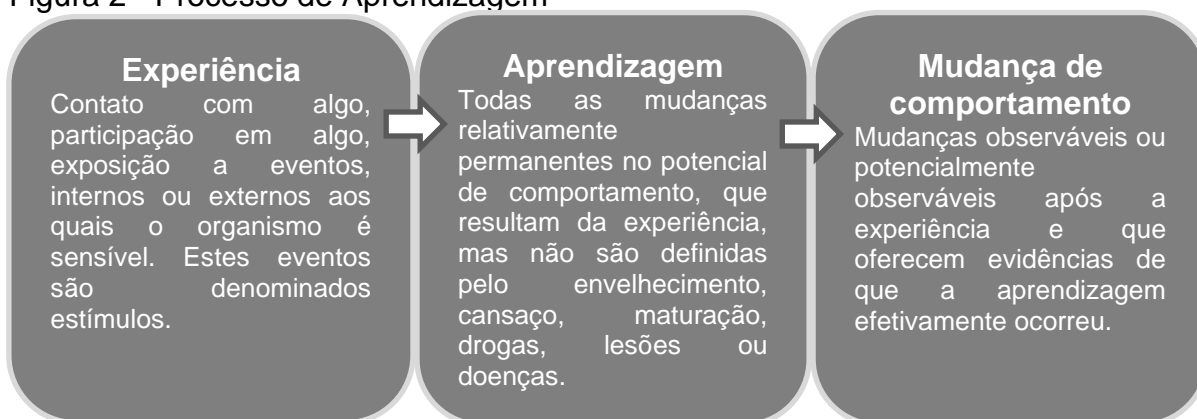 Figura 2 - Processo de Aprendizagem
Experiência
Contato com algo,
participação em algo,
exposição a eventos,
internos ou externos aos
quais o organismo é
sensível. Estes eventos
são denominados
estímulos.
Aprendizagem
Todas as mudanças
relativamente
permanentes no potencial
de comportamento, que
resultam da experiência,
mas não são definidas
pelo envelhecimento,
cansaço, maturação,
drogas, lesões ou
doenças.
Mudança de
comportamento
Mudanças observáveis ou
potencialmente
observáveis após a
experiência e que
oferecem evidências de
que a aprendizagem
efetivamente ocorreu.